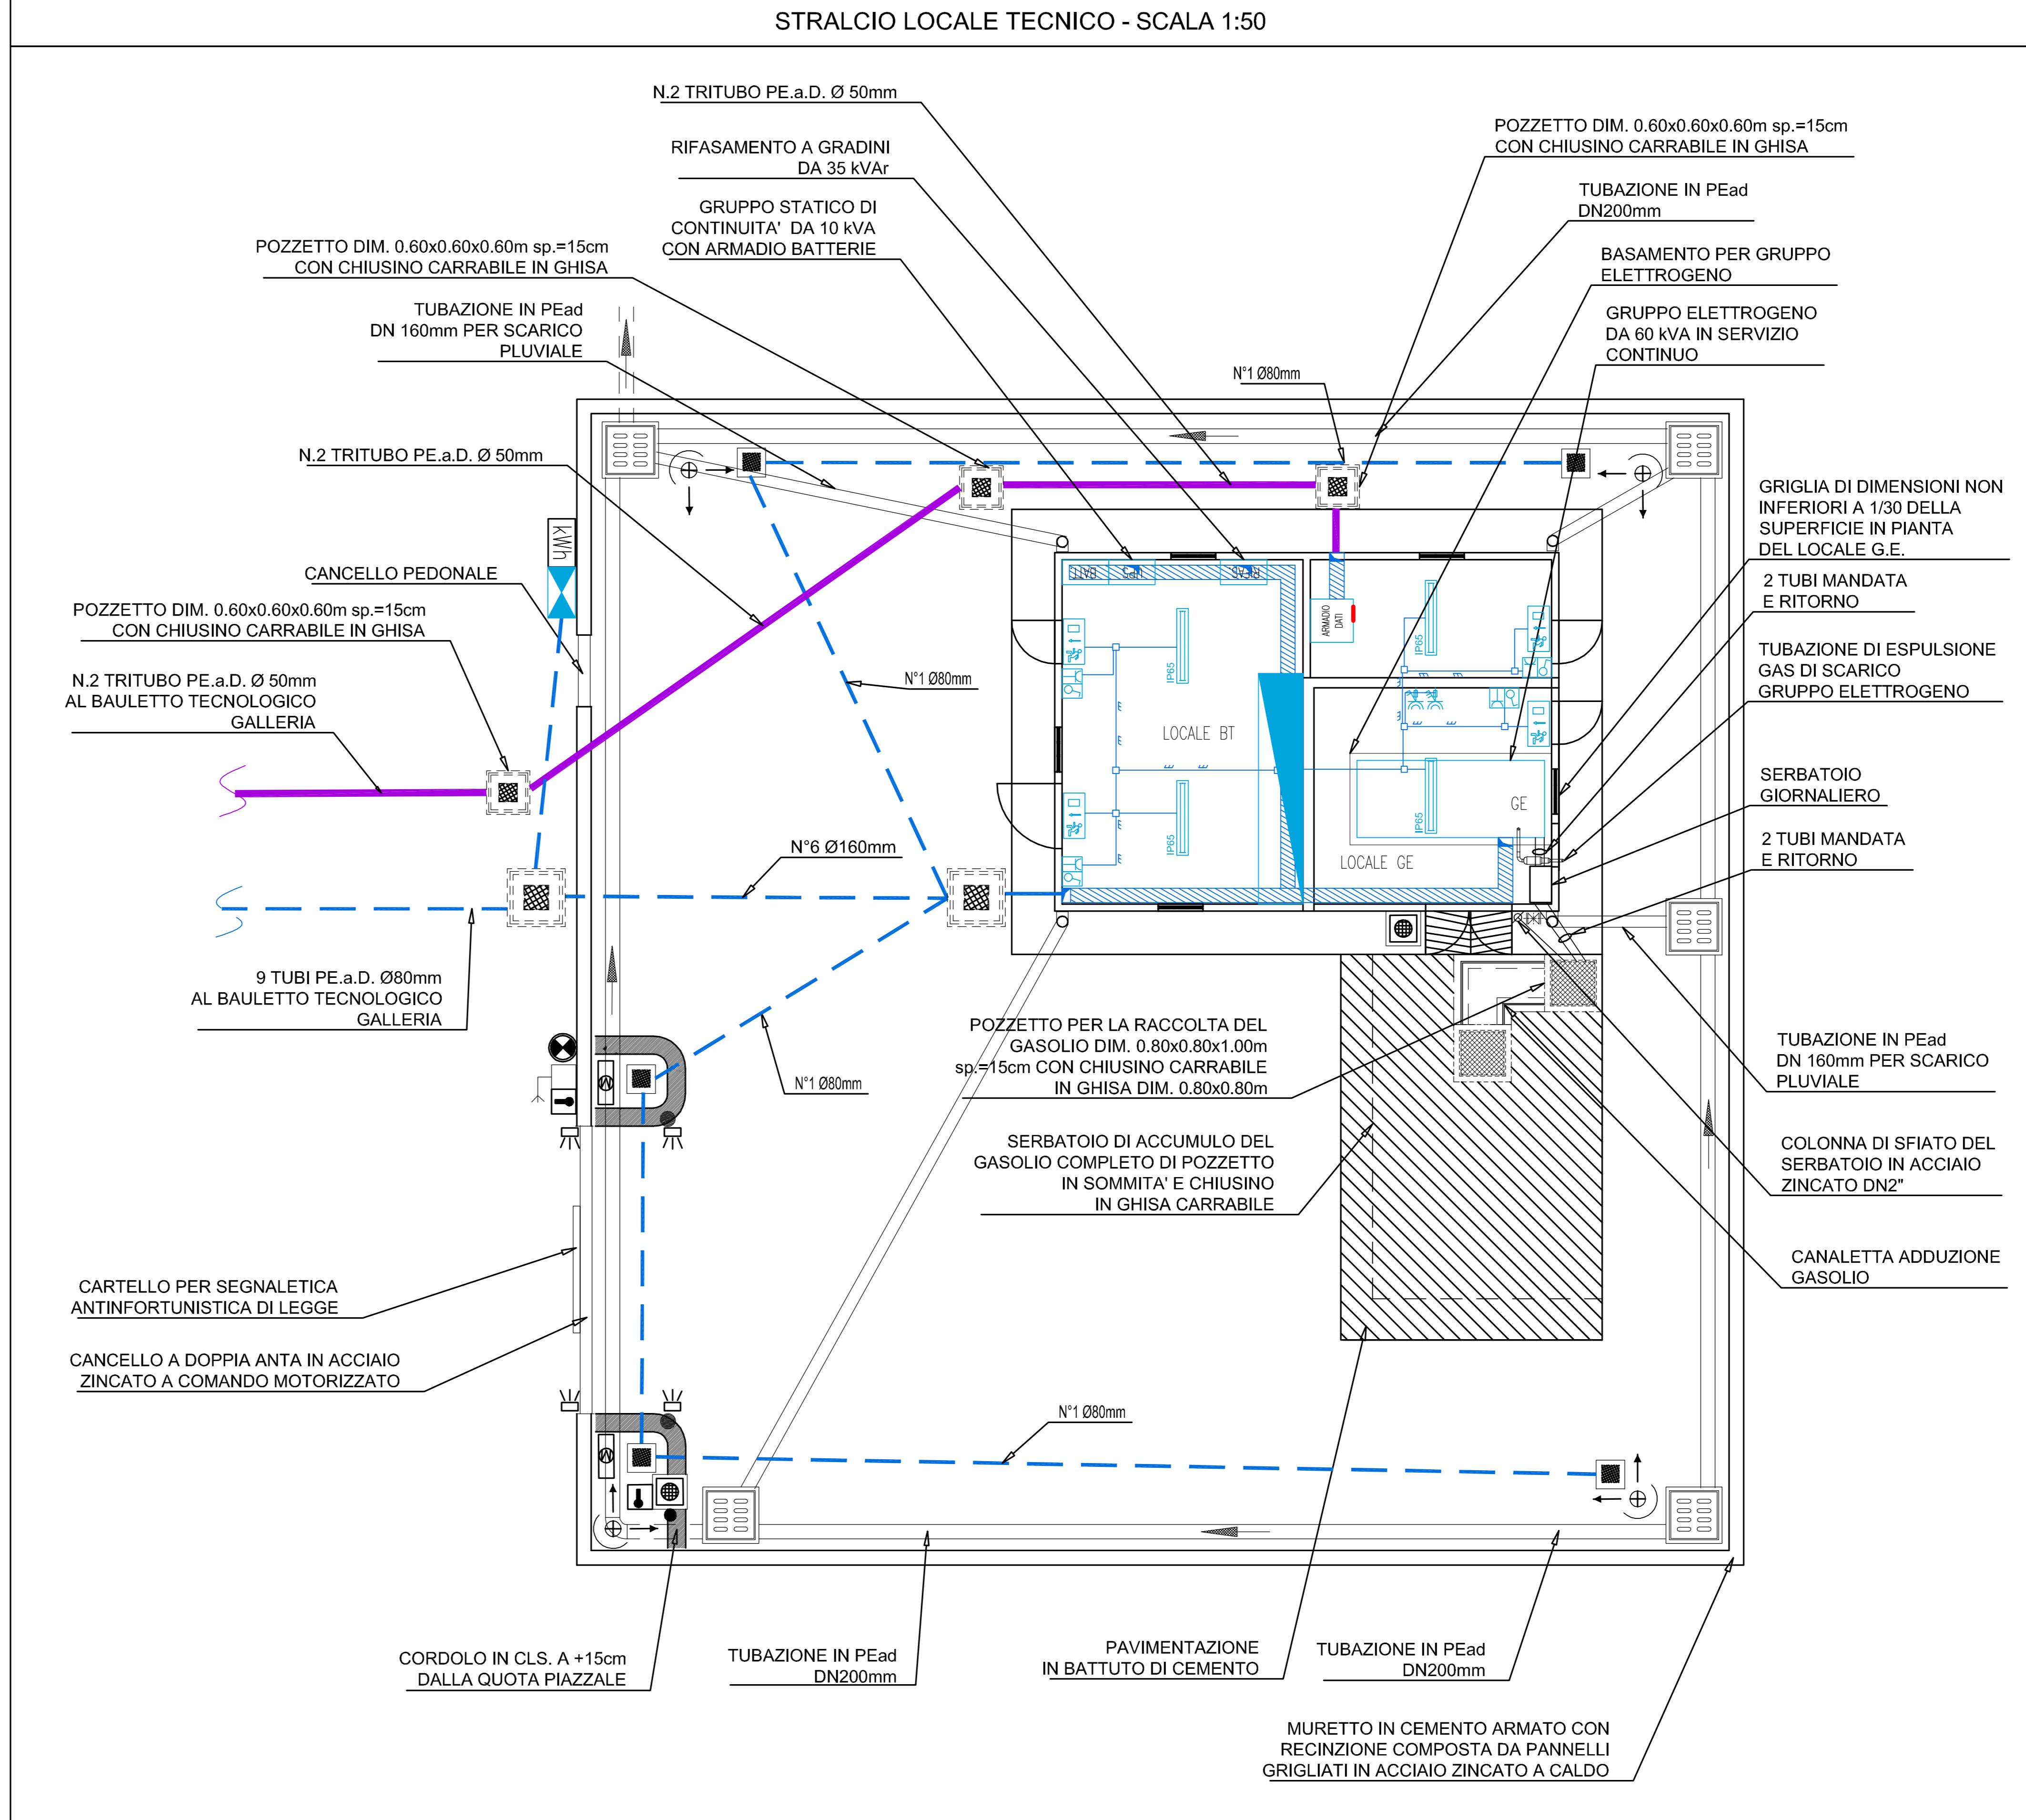 STRALCIO LOCALE TECNICO - SCALA 1:50
N.2 TRITUBO PE.a.D. Ø 50mm
RIFASAMENTO A GRADINI
DA 35 kVAr
GRUPPO STATICO DI
CONTINUITA' DA 10 kVA
CON ARMADIO BATTERIE
POZZETTO DIM. 0.60x0.60x0.60m sp.=15cm
CON CHIUSINO CARRABILE IN GHISA
TUBAZIONE IN PEad
DN 160mm PER SCARICO
PLUVIALE
N.2 TRITUBO PE.a.D. Ø 50mm
CANCELLO PEDONALE
POZZETTO DIM. 0.60x0.60x0.60m sp.=15cm
CON CHIUSINO CARRABILE IN GHISA
N.2 TRITUBO PE.a.D. Ø 50mm
AL BAULETTO TECNOLOGICO
GALLERIA
9 TUBI PE.a.D. Ø80mm
AL BAULETTO TECNOLOGICO
GALLERIA
CARTELLO PER SEGNALETICA
ANTINFORTUNISTICA DI LEGGE
CANCELLO A DOPPIA ANTA IN ACCIAIO
ZINCATO A COMANDO MOTORIZZATO
CORDOLO IN CLS. A +15cm
DALLA QUOTA PIAZZALE
TUBAZIONE IN PEad
DN200mm
PAVIMENTAZIONE
IN BATTUTO DI CEMENTO
TUBAZIONE IN PEad
DN200mm
MURETTO IN CEMENTO ARMATO CON
RECINZIONE COMPOSTA DA PANNELLI
GRIGLIATI IN ACCIAIO ZINCATO A CALDO
POZZETTO DIM. 0.60x0.60x0.60m sp.=15cm
CON CHIUSINO CARRABILE IN GHISA
TUBAZIONE IN PEad
DN200mm
BASAMENTO PER GRUPPO
ELETTROGENO
GRUPPO ELETTROGENO
DA 60 kVA IN SERVIZIO
CONTINUO
GRIGLIA DI DIMENSIONI NON
INFERIORI A 1/30 DELLA
SUPERFICIE IN PIANTA
DEL LOCALE G.E.
2 TUBI MANDATA
E RITORNO
TUBAZIONE DI ESPULSIONE
GAS DI SCARICO
GRUPPO ELETTROGENO
SERBATOIO
GIORNALIERO
2 TUBI MANDATA
E RITORNO
TUBAZIONE IN PEad
DN 160mm PER SCARICO
PLUVIALE
COLONNA DI SFIATO DEL
SERBATOIO IN ACCIAIO
ZINCATO DN2"
CANALETTA ADDUZIONE
GASOLIO
POZZETTO PER LA RACCOLTA DEL
GASOLIO DIM. 0.80x0.80x1.00m
sp.=15cm CON CHIUSINO CARRABILE
IN GHISA DIM. 0.80x0.80m
SERBATOIO DI ACCUMULO DEL
GASOLIO COMPLETO DI POZZETTO
IN SOMMITA' E CHIUSINO
IN GHISA CARRABILE
N°1 Ø80mm
N°1 Ø80mm
N°6 Ø160mm
N°1 Ø80mm
N°1 Ø80mm
kWh
BATT
UPS
RIFAS
ARMADIO
DATI
IP65
IP65
IP65
IP65
LOCALE BT
GE
LOCALE GE
M
M